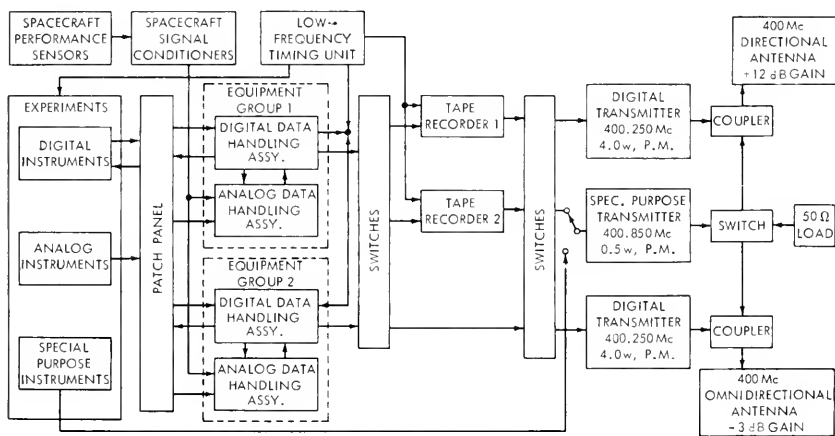 SPACECRAFT
PERFORMANCE
SENSORS
SPACECRAFT
SIGNAL
CONDITIONERS
LOW-
FREQUENCY
TIMING UNIT
400 Mc
DIRECTIONAL
ANTENNA
+12 dB GAIN
EXPERIMENTS
DIGITAL
INSTRUMENTS
ANALOG
INSTRUMENTS
SPECIAL
PURPOSE
INSTRUMENTS
PATCH PANEL
EQUIPMENT
GROUP 1
DIGITAL DATA
HANDLING
ASSY.
ANALOG DATA
HANDLING
ASSY.
EQUIPMENT
GROUP 2
DIGITAL DATA
HANDLING
ASSY.
ANALOG DATA
HANDLING
ASSY.
SWITCHES
TAPE
RECORDER 1
TAPE
RECORDER 2
SWITCHES
DIGITAL
TRANSMITTER
400.250 Mc
4.0w, P.M.
SPEC. PURPOSE
TRANSMITTER
400.850 Mc
0.5w, P.M.
DIGITAL
TRANSMITTER
400.250 Mc
4.0w, P.M.
COUPLER
SWITCH
50 Ω
LOAD
COUPLER
400 Mc
OMNIDIRECTIONAL
ANTENNA
-3 dB GAIN